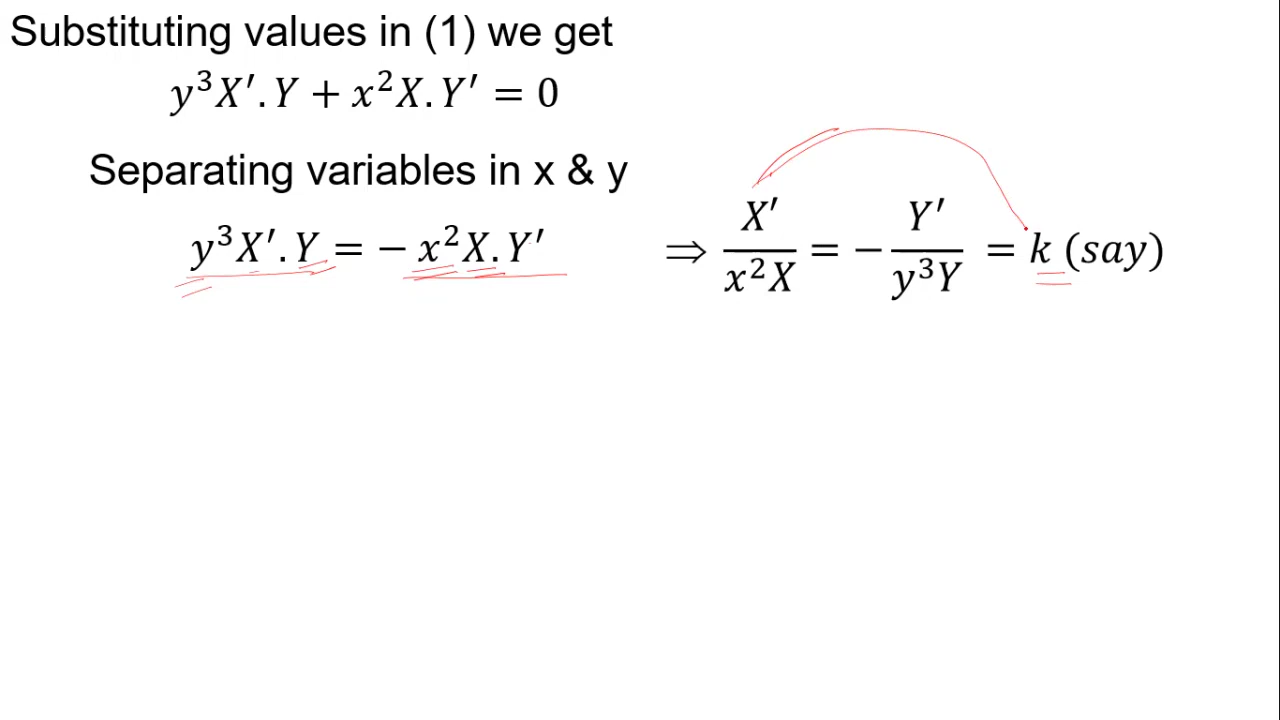 Substituting values in (1) we get
y³X′.Y + x²X.Y′ = 0
Separating variables in x & y
y³X′.Y = − x²X.Y′ ⇒ X′/x²X = − Y′/y³Y = k (say)